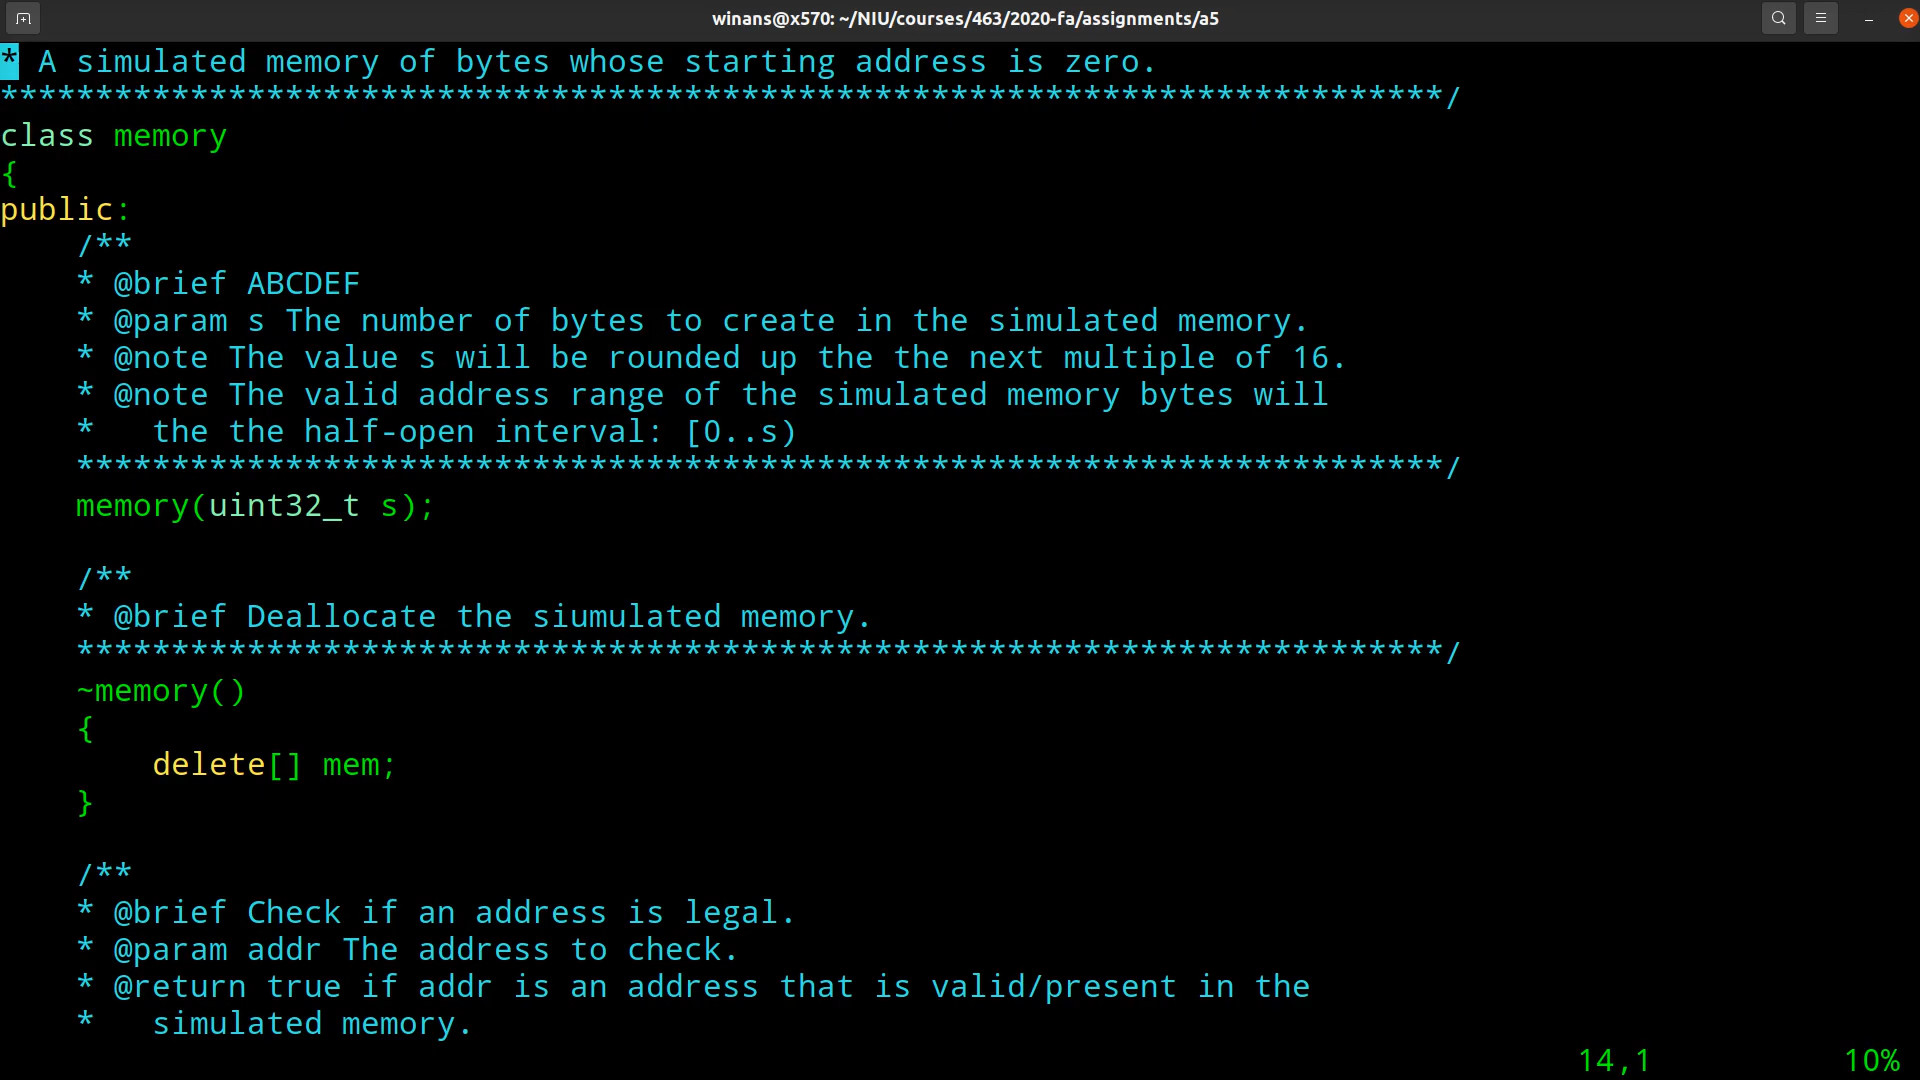 winans@x570: ~/NIU/courses/463/2020-fa/assignments/a5
* A simulated memory of bytes whose starting address is zero.
****************************************************************************/
class memory
{
public:
    /**
    * @brief ABCDEF
    * @param s The number of bytes to create in the simulated memory.
    * @note The value s will be rounded up the the next multiple of 16.
    * @note The valid address range of the simulated memory bytes will
    *   the the half-open interval: [0..s)
    ************************************************************************/
    memory(uint32_t s);
    /**
    * @brief Deallocate the siumulated memory.
    ************************************************************************/
    ~memory()
    {
        delete[] mem;
    }
    /**
    * @brief Check if an address is legal.
    * @param addr The address to check.
    * @return true if addr is an address that is valid/present in the
    *   simulated memory.
14,1 10%